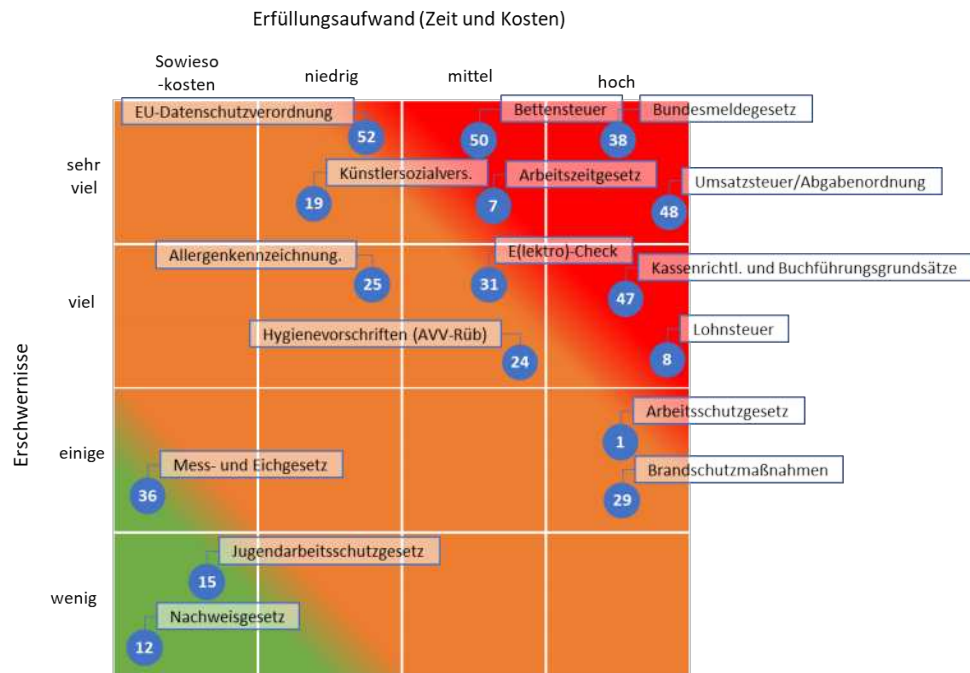 Erfüllungsaufwand (Zeit und Kosten)
Sowieso
-kosten
niedrig
mittel
hoch
EU-Datenschutzverordnung
Bettensteuer
Bundesmeldegesetz
52
50
38
sehr
viel
Künstlersozialvers.
Arbeitszeitgesetz
Umsatzsteuer/Abgabenordnung
19
7
48
Allergenkennzeichnung.
E(lektro)-Check
Kassenrichtl. und Buchführungsgrundsätze
25
31
47
viel
Hygienevorschriften (AVV-Rüb)
Lohnsteuer
24
8
Erschwernisse
Arbeitsschutzgesetz
1
einige
Mess- und Eichgesetz
Brandschutzmaßnahmen
36
29
Jugendarbeitsschutzgesetz
15
wenig
Nachweisgesetz
12